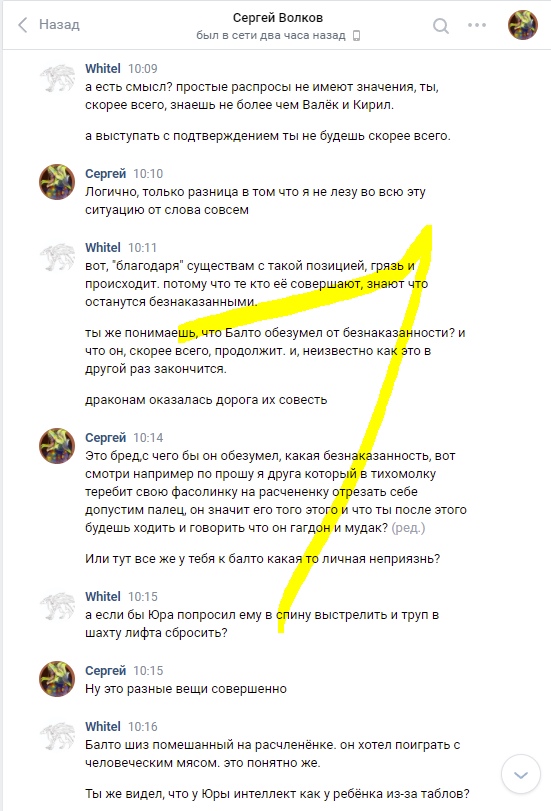 Назад
Сергей Волков
был в сети два часа назад
Whitel 10:09
а есть смысл? простые распросы не имеют значения, ты,
скорее всего, знаешь не более чем Валёк и Кирил.
а выступать с подтверждением ты не будешь скорее всего.
Сергей 10:10
Логично, только разница в том что я не лезу во всю эту
ситуацию от слова совсем
Whitel 10:11
вот, "благодаря" существам с такой позицией, грязь и
происходит. потому что те кто её совершают, знают что
останутся безнаказанными.
ты же понимаешь, что Балто обезумел от безнаказанности? и
что он, скорее всего, продолжит. и, неизвестно как это в
другой раз закончится.
драконам оказалась дорога их совесть
Сергей 10:14
Это бред,с чего бы он обезумел, какая безнаказанность, вот
смотри например по прошу я друга который в тихомолку
теребит свою фасолинку на расчененку отрезать себе
допустим палец, он значит его того этого и что ты после этого
будешь ходить и говорить что он гагдон и мудак? (ред.)
Или тут все же у тебя к балто какая то личная неприязнь?
Whitel 10:15
а если бы Юра попросил ему в спину выстрелить и труп в
шахту лифта сбросить?
Сергей 10:15
Ну это разные вещи совершенно
Whitel 10:16
Балто шиз помешанный на расчленёнке. он хотел поиграть с
человеческим мясом. это понятно же.
Ты же видел, что у Юры интеллект как у ребёнка из-за таблов?